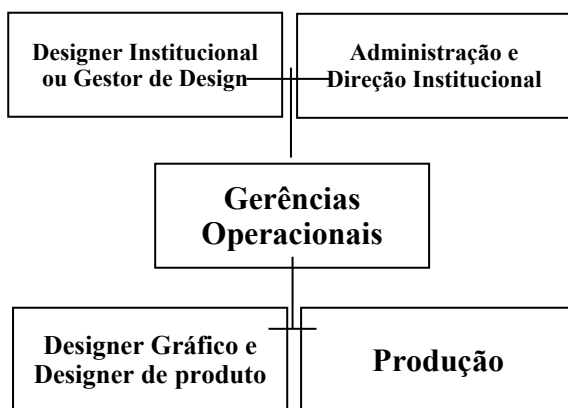 Designer Institucional
ou Gestor de Design
Administração e
Direção Institucional
Gerências
Operacionais
Designer Gráfico e
Designer de produto
Produção